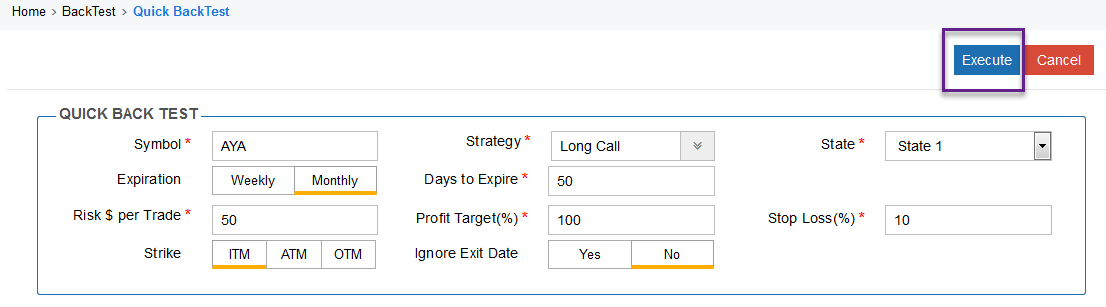 Home › BackTest › Quick BackTest
Execute Cancel
QUICK BACK TEST
Symbol * AYA Strategy * Long Call State * State 1
Expiration Weekly Monthly Days to Expire * 50
Risk $ per Trade * 50 Profit Target(%) * 100 Stop Loss(%) * 10
Strike ITM ATM OTM Ignore Exit Date Yes No